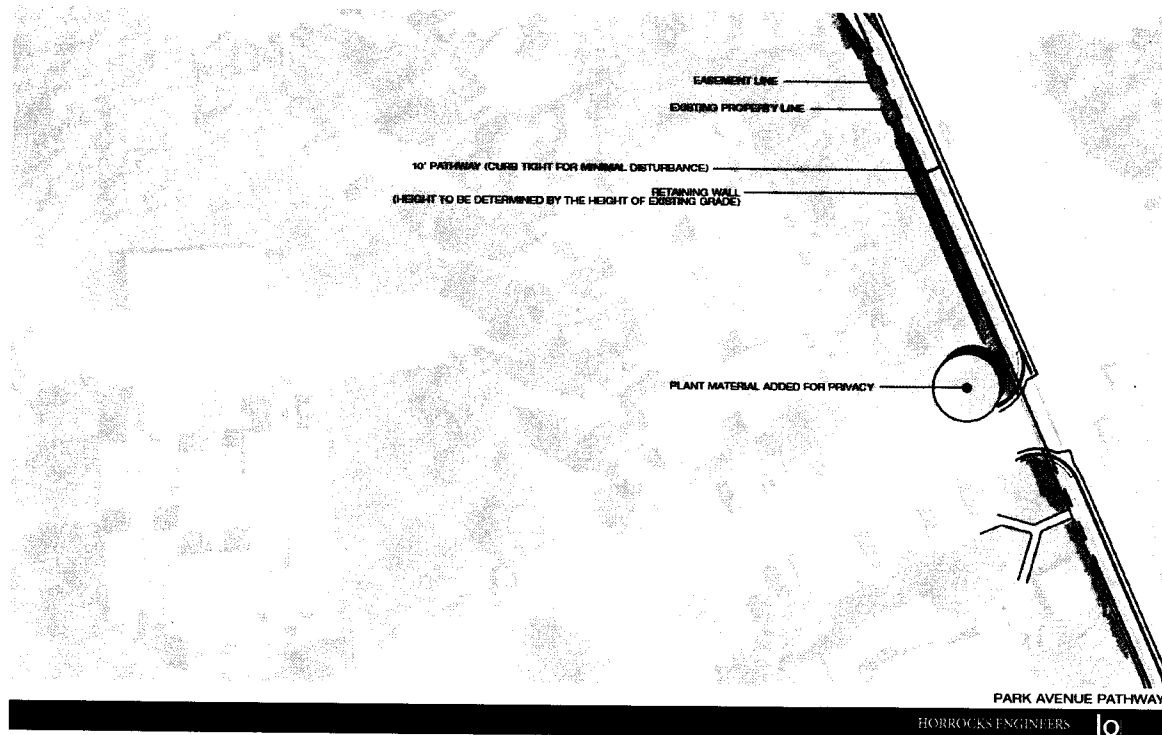 EASEMENT LINE
EXISTING PROPERTY LINE
10' PATHWAY (CURB TIGHT FOR MINIMAL DISTURBANCE)
RETAINING WALL
(HEIGHT TO BE DETERMINED BY THE HEIGHT OF EXISTING GRADE)
PLANT MATERIAL ADDED FOR PRIVACY
PARK AVENUE PATHWAY
HORROCKS ENGINEERS